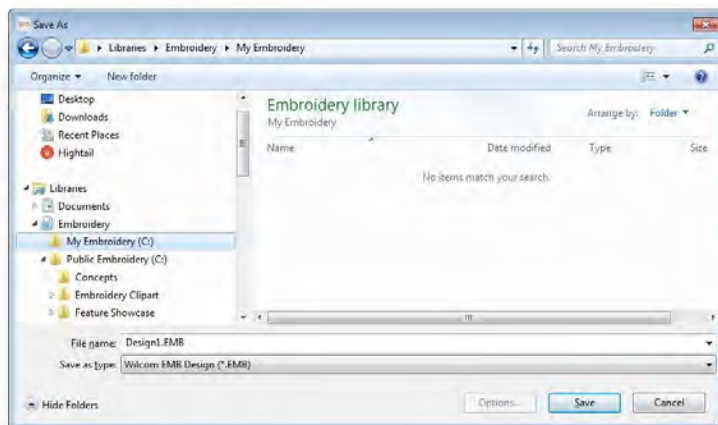 Save As
Libraries Embroidery My Embroidery Search My Embroidery
Organize New folder
Desktop
Downloads
Recent Places
Hightail
Libraries
Documents
Embroidery
My Embroidery (C:)
Public Embroidery (C:)
Concepts
Embroidery Clipart
Feature Showcase
Embroidery library
My Embroidery
Arrange by: Folder
Name Date modified Type Size
No items match your search.
File name: Design1.EMB
Save as type: Wilcom EMB Design (*.EMB)
Hide Folders Options... Save Cancel